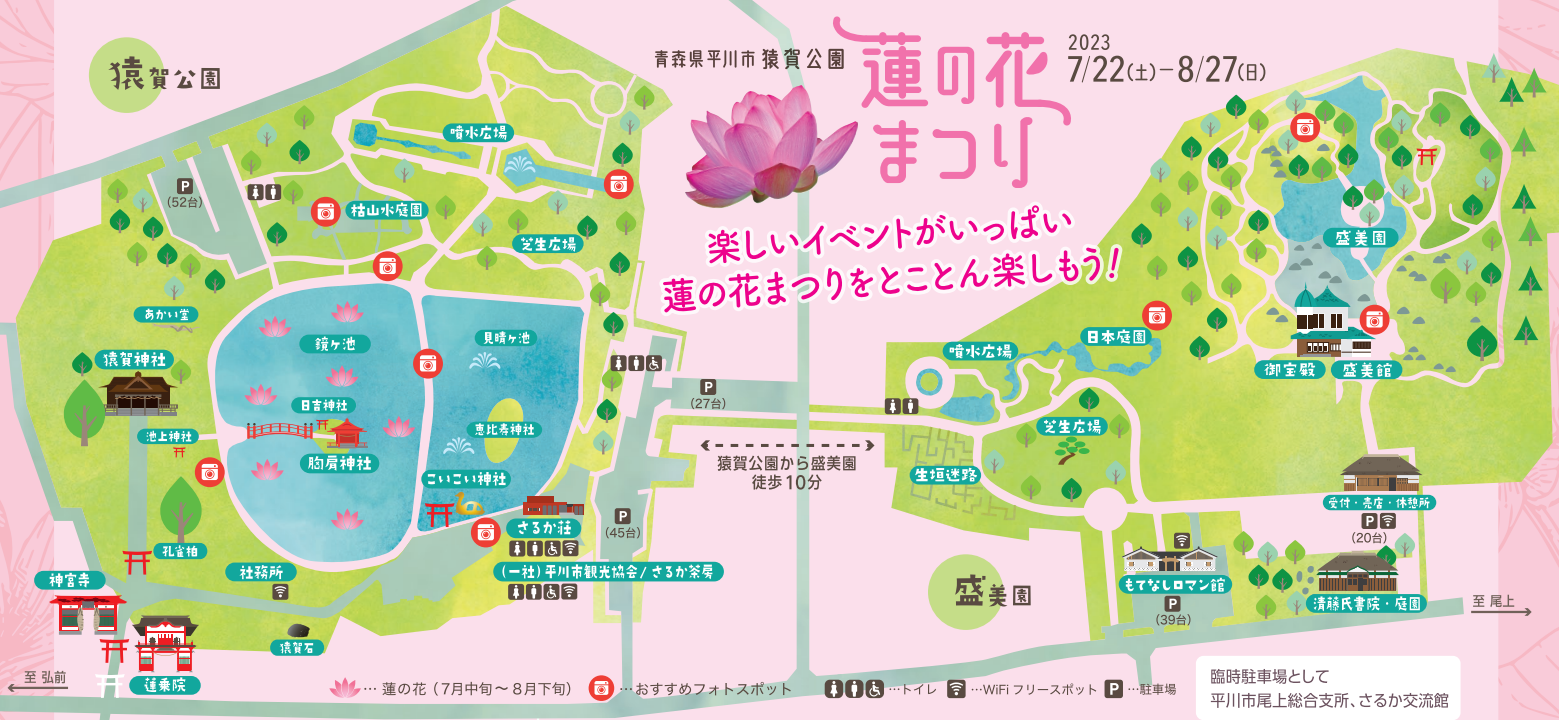 猿賀公園
青森県平川市 猿賀公園
蓮の花
まつり
2023
7/22(土)–8/27(日)
楽しいイベントがいっぱい
蓮の花まつりをとことん楽しもう!
噴水広場
P
(52台)
枯山水庭園
芝生広場
あかい堂
猿賀神社
鏡ヶ池
見晴ヶ池
日吉神社
恵比寿神社
池上神社
胸肩神社
こいこい神社
さるか荘
孔雀柏
(一社)平川市観光協会/さるか茶房
社務所
神宮寺
猿賀石
蓮乗院
至 弘前
P
(27台)
P
(45台)
猿賀公園から盛美園
徒歩10分
盛美園
噴水広場
日本庭園
御宝殿
盛美館
芝生広場
生垣迷路
受付・売店・休憩所
P
(20台)
もてなしロマン館
P
(39台)
清藤氏書院・庭園
盛美園
至 尾上
… 蓮の花(7月中旬〜8月下旬)
…おすすめフォトスポット
…トイレ
…WiFi フリースポット
P …駐車場
臨時駐車場として
平川市尾上総合支所、さるか交流館